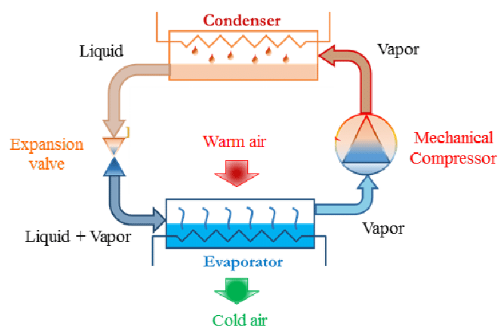 Condenser
Liquid
Vapor
Expansion
valve
Warm air
Mechanical
Compressor
Liquid + Vapor
Vapor
Evaporator
Cold air